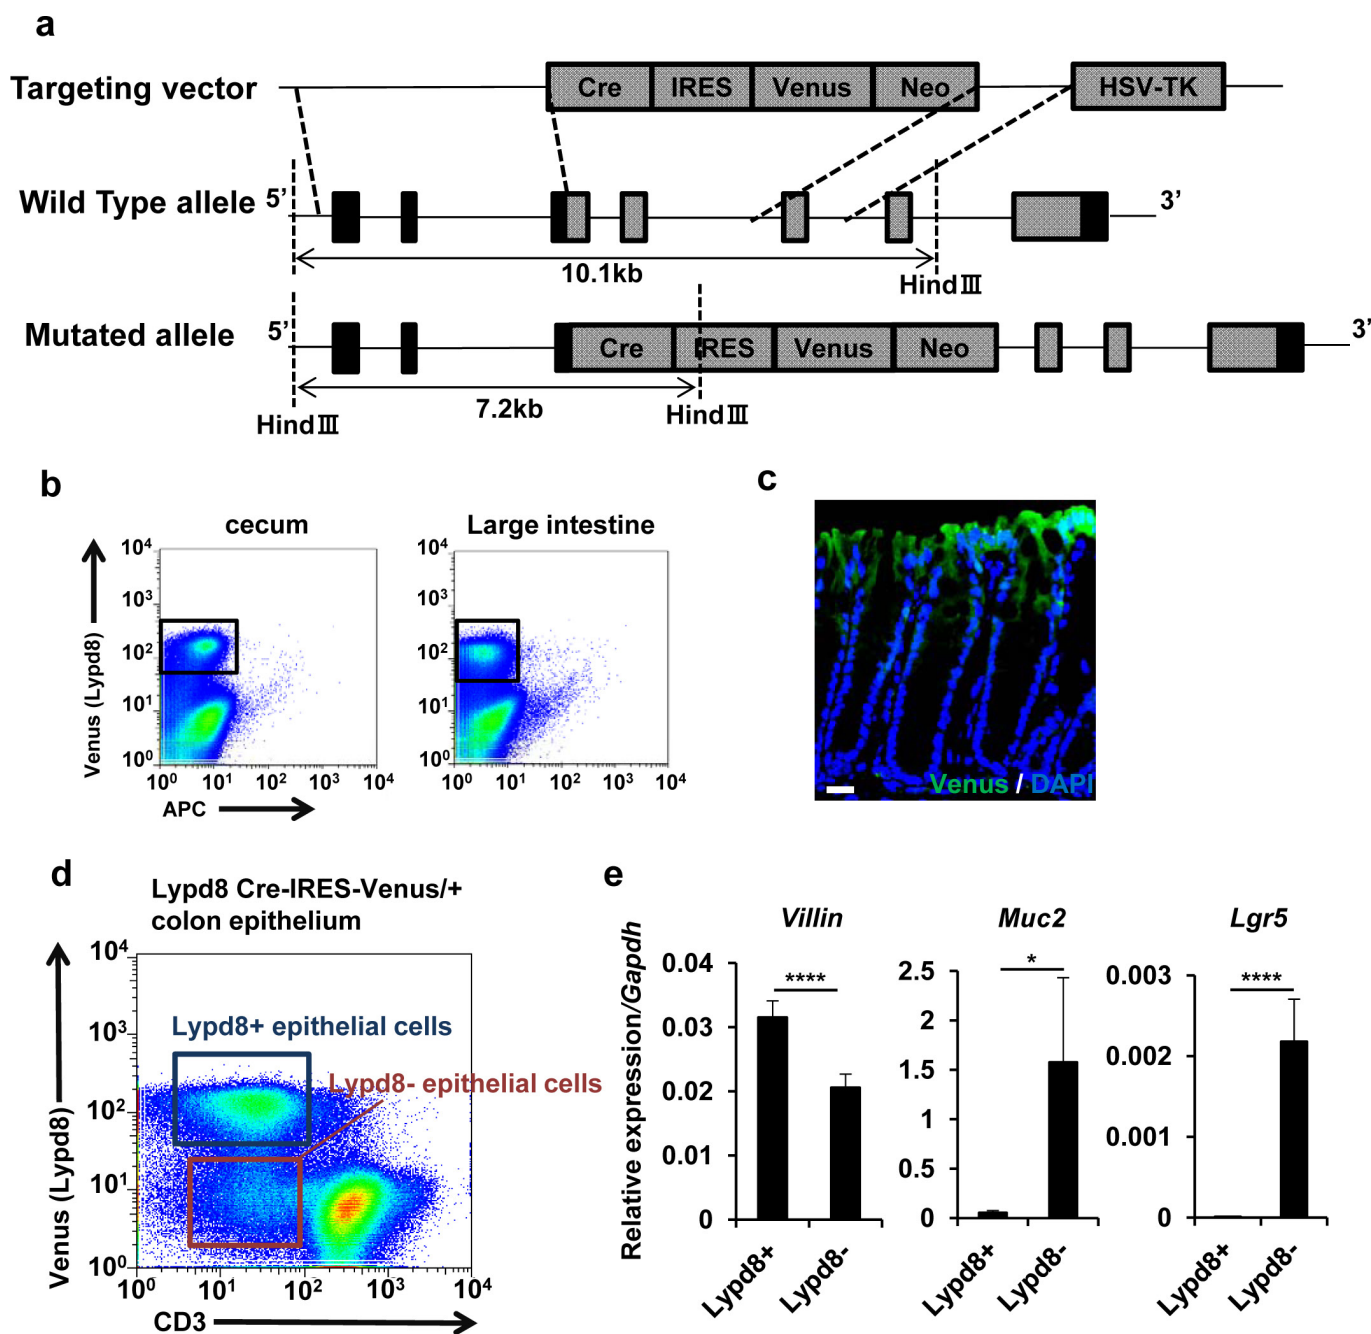 a
Targeting vector
Cre IRES Venus Neo HSV-TK
Wild Type allele 5’ 3’
10.1kb
HindⅢ
Mutated allele 5’ 3’
Cre IRES Venus Neo
7.2kb
HindⅢ HindⅢ
b
cecum Large intestine
Venus (Lypd8)
10⁴ 10³ 10² 10¹ 10⁰
10⁰ 10¹ 10² 10³ 10⁴
APC
10⁴ 10³ 10² 10¹ 10⁰
10⁰ 10¹ 10² 10³ 10⁴
c
Venus / DAPI
d
Lypd8 Cre-IRES-Venus/+
colon epithelium
Venus (Lypd8)
10⁴ 10³ 10² 10¹ 10⁰
Lypd8+ epithelial cells
Lypd8- epithelial cells
10⁰ 10¹ 10² 10³ 10⁴
CD3
e
Relative expression/Gapdh
Villin
0.04
0.03
0.02
0.01
0
****
Lypd8+ Lypd8-
Muc2
2.5
2
1.5
1
0.5
0
*
Lypd8+ Lypd8-
Lgr5
0.003
0.002
0.001
0
****
Lypd8+ Lypd8-